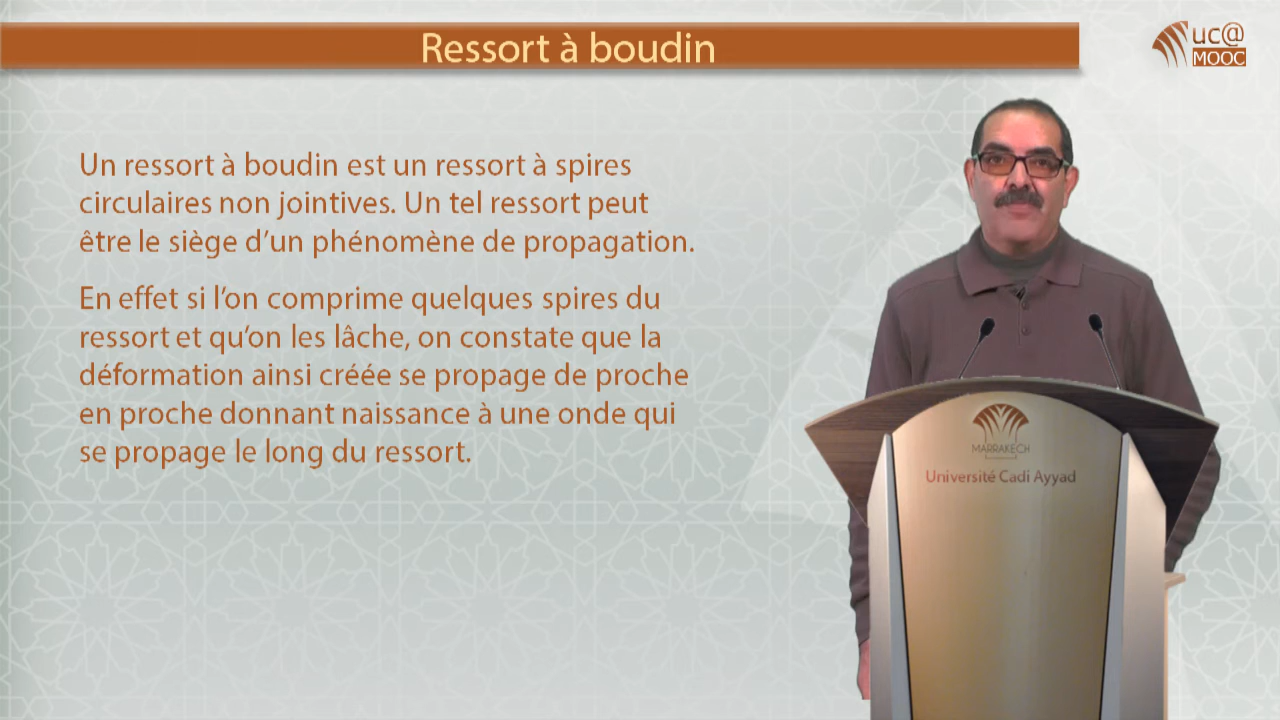 Ressort à boudin
uc@
MOOC
Un ressort à boudin est un ressort à spires
circulaires non jointives. Un tel ressort peut
être le siège d'un phénomène de propagation.
En effet si l'on comprime quelques spires du
ressort et qu'on les lâche, on constate que la
déformation ainsi créée se propage de proche
en proche donnant naissance à une onde qui
se propage le long du ressort.
MARRAKECH
Université Cadi Ayyad